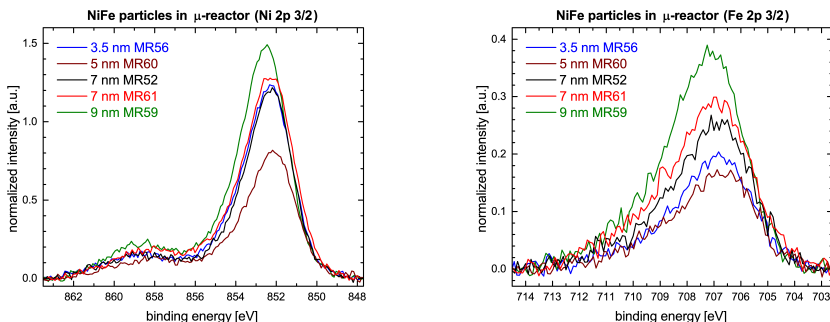 NiFe particles in μ-reactor (Ni 2p 3/2)
normalized intensity [a.u.]
1.5
1.0
0.5
0.0
3.5 nm MR56
5 nm MR60
7 nm MR52
7 nm MR61
9 nm MR59
862 860 858 856 854 852 850 848
binding energy [eV]
NiFe particles in μ-reactor (Fe 2p 3/2)
normalized intensity [a.u.]
0.4
0.3
0.2
0.1
0.0
3.5 nm MR56
5 nm MR60
7 nm MR52
7 nm MR61
9 nm MR59
714 713 712 711 710 709 708 707 706 705 704 703
binding energy [eV]